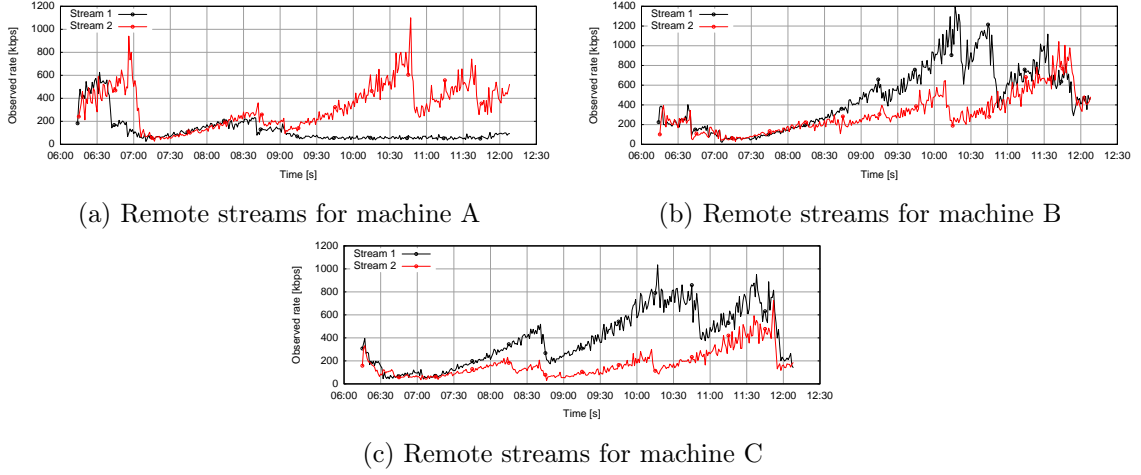 Stream 1
Stream 2
Observed rate [kbps]
1200
1000
800
600
400
200
0
06:00 06:30 07:00 07:30 08:00 08:30 09:00 09:30 10:00 10:30 11:00 11:30 12:00 12:30
Time [s]
(a) Remote streams for machine A
Stream 1
Stream 2
Observed rate [kbps]
1400
1200
1000
800
600
400
200
0
06:00 06:30 07:00 07:30 08:00 08:30 09:00 09:30 10:00 10:30 11:00 11:30 12:00 12:30
Time [s]
(b) Remote streams for machine B
Stream 1
Stream 2
Observed rate [kbps]
1200
1000
800
600
400
200
0
06:00 06:30 07:00 07:30 08:00 08:30 09:00 09:30 10:00 10:30 11:00 11:30 12:00 12:30
Time [s]
(c) Remote streams for machine C